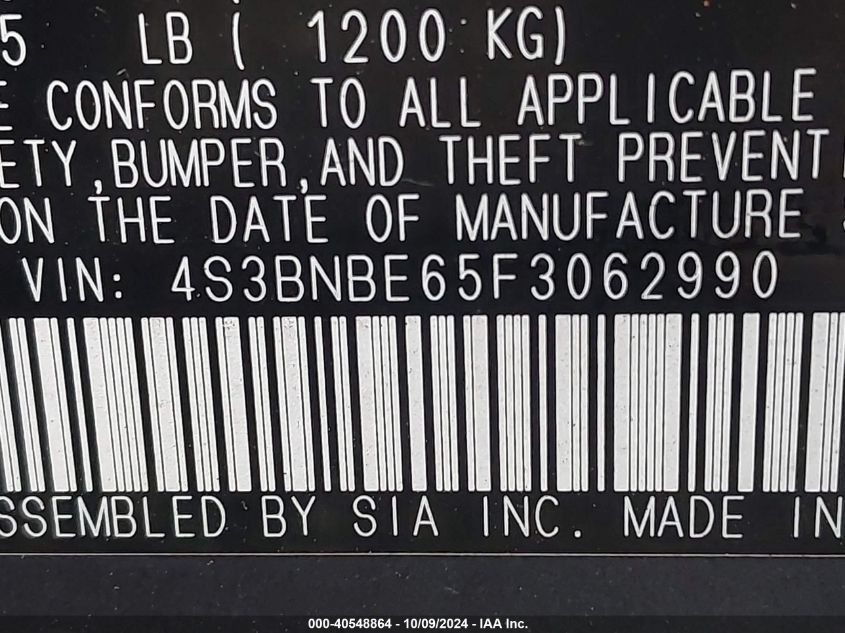 5 LB ( 1200 KG)
E CONFORMS TO ALL APPLICABLE
ETY,BUMPER,AND THEFT PREVENT
ON THE DATE OF MANUFACTURE
VIN: 4S3BNBE65F3062990
SSEMBLED BY SIA INC. MADE IN
000-40548864 - 10/09/2024 - IAA Inc.